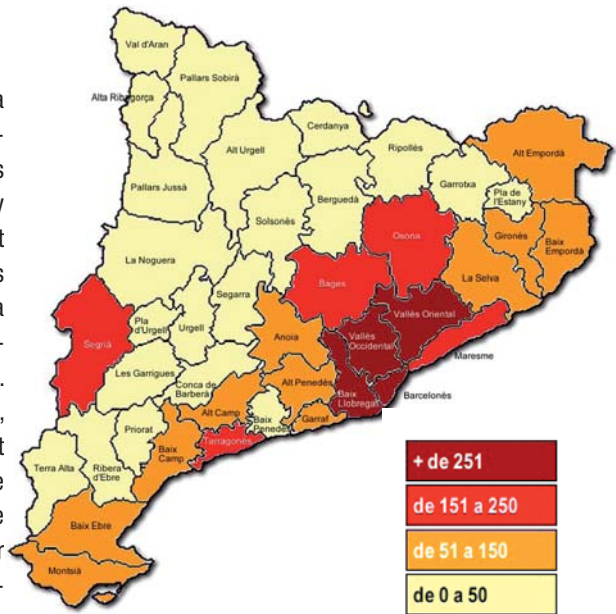 a
-
s
y
t
s
a
-
.
,
t
e
e
r
-
Val d'Aran
Pallars Sobirà
Alta Ribagorça
Cerdanya
Ripollès
Alt Empordà
Alt Urgell
Garrotxa
Pla de
l'Estany
Pallars Jussà
Berguedà
Solsonès
Osona
Gironès
Baix
Empordà
La Noguera
La Selva
Bages
Segarra
Vallès Oriental
Pla
d'Urgell
Urgell
Anoia
Vallès
Occidental
Segrià
Maresme
Les Garrigues
Alt Penedès
Conca de
Barberà
Baix
Llobregat
Barcelonès
Alt Camp
Baix
Penedès
Garraf
Priorat
Tarragonès
Baix
Camp
Terra Alta
Ribera
d'Ebre
Baix Ebre
Montsià
+ de 251
de 151 a 250
de 51 a 150
de 0 a 50